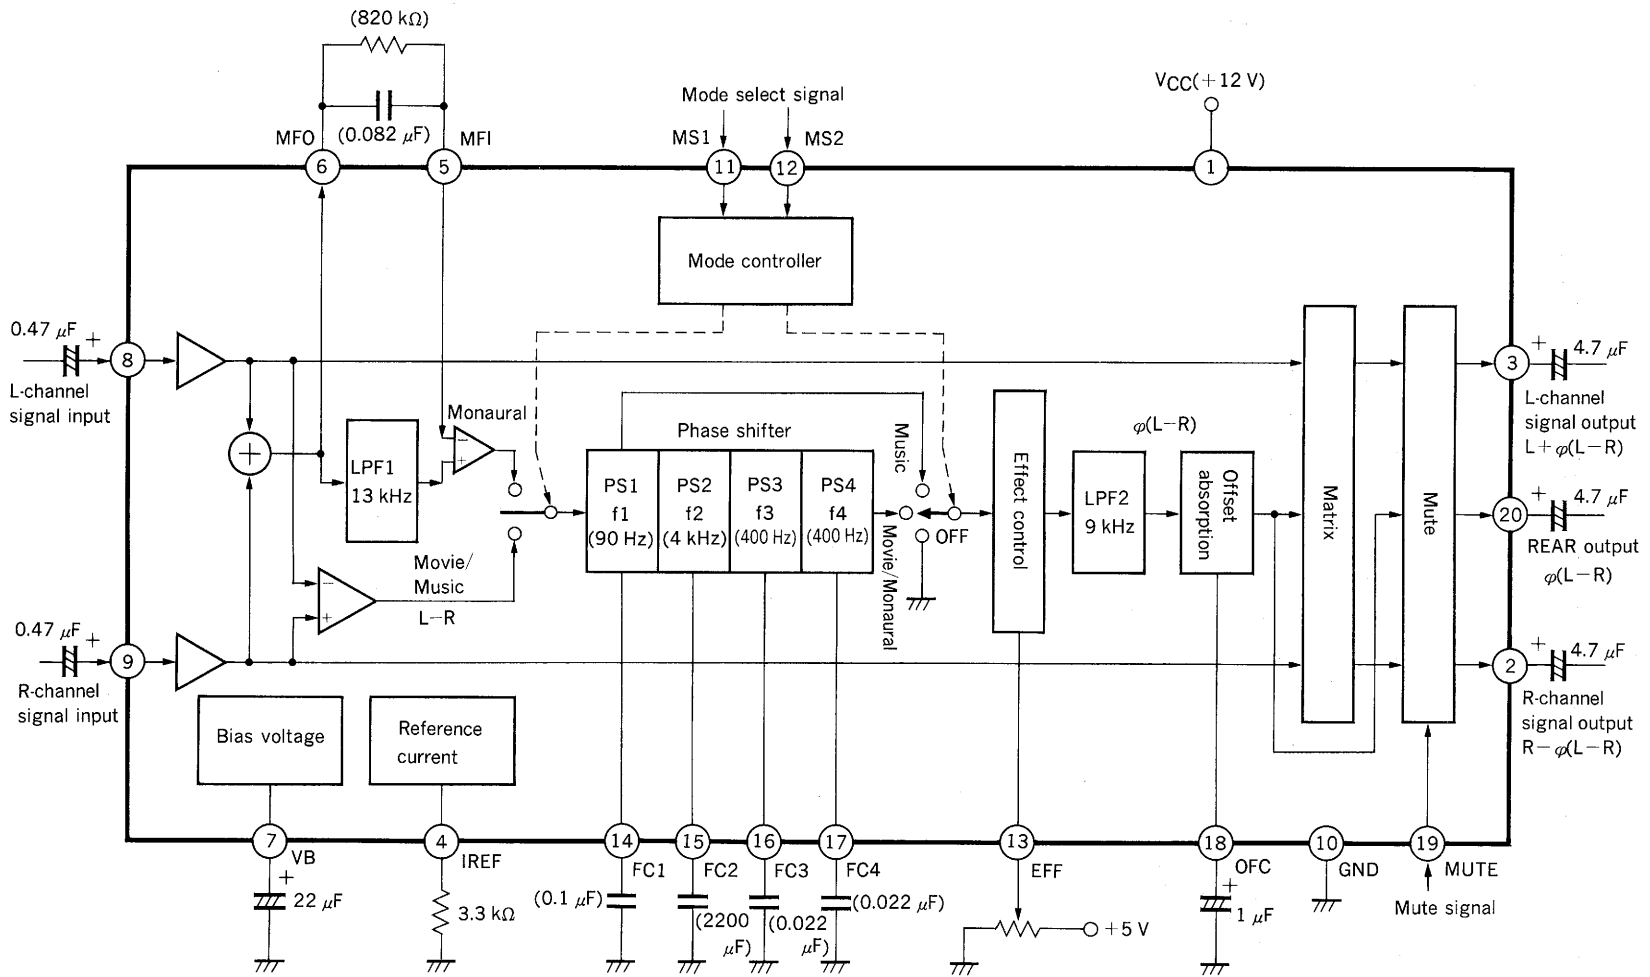 (820 kΩ)
(0.082 μF)
MFO
MFI
6
5
Mode select signal
MS1
MS2
11
12
VCC(+12 V)
1
Mode controller
0.47 μF
+
8
L-channel
signal input
+
LPF1
13 kHz
Monaural
−
+
Phase shifter
PS1
f1
(90 Hz)
PS2
f2
(4 kHz)
PS3
f3
(400 Hz)
PS4
f4
(400 Hz)
Music
Movie/Monaural
OFF
Effect control
φ(L−R)
LPF2
9 kHz
Offset
absorption
Matrix
Mute
3
+
4.7 μF
L-channel
signal output
L+φ(L−R)
20
+
4.7 μF
REAR output
φ(L−R)
2
+
4.7 μF
R-channel
signal output
R−φ(L−R)
Movie/
Music
L−R
−
+
0.47 μF
+
9
R-channel
signal input
Bias voltage
Reference
current
7
VB
+
22 μF
4
IREF
3.3 kΩ
14
FC1
(0.1 μF)
15
FC2
(2200
μF)
16
FC3
(0.022
μF)
17
FC4
(0.022 μF)
13
EFF
+5 V
18
OFC
+
1 μF
10
GND
19
MUTE
Mute signal